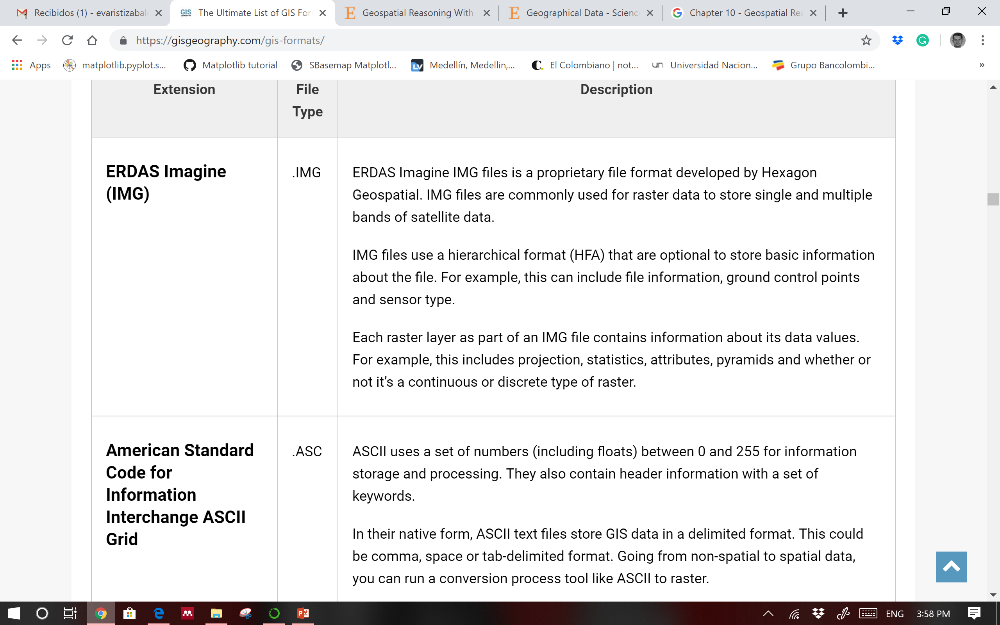 Recibidos (1) - evaristizabal
GIS GEOGRAPHY The Ultimate List of GIS For
Geospatial Reasoning With
Geographical Data - Science
Chapter 10 - Geospatial Rea
https://gisgeography.com/gis-formats/
Apps
matplotlib.pyplot.s...
Matplotlib tutorial
SBasemap Matplotl...
LV Medellín, Medellin,...
C. El Colombiano | not...
un Universidad Nacion...
Grupo Bancolombi...
»
Extension
File
Type
Description
ERDAS Imagine
(IMG)
.IMG
ERDAS Imagine IMG files is a proprietary file format developed by Hexagon
Geospatial. IMG files are commonly used for raster data to store single and multiple
bands of satellite data.
IMG files use a hierarchical format (HFA) that are optional to store basic information
about the file. For example, this can include file information, ground control points
and sensor type.
Each raster layer as part of an IMG file contains information about its data values.
For example, this includes projection, statistics, attributes, pyramids and whether or
not it’s a continuous or discrete type of raster.
American Standard
Code for
Information
Interchange ASCII
Grid
.ASC
ASCII uses a set of numbers (including floats) between 0 and 255 for information
storage and processing. They also contain header information with a set of
keywords.
In their native form, ASCII text files store GIS data in a delimited format. This could
be comma, space or tab-delimited format. Going from non-spatial to spatial data,
you can run a conversion process tool like ASCII to raster.
ENG
3:58 PM